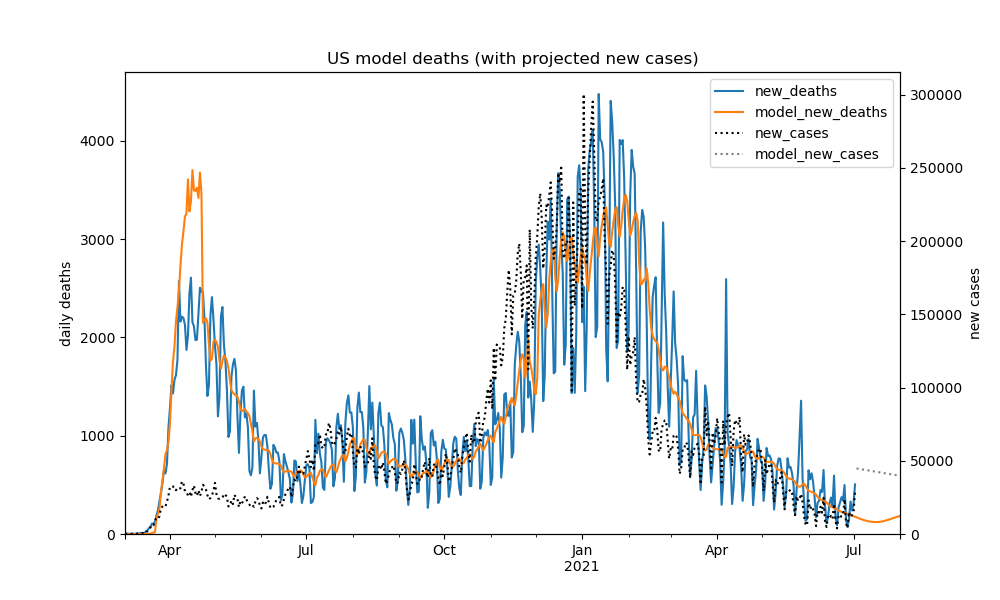 US model deaths (with projected new cases)
new_deaths
model_new_deaths
new_cases
model_new_cases
daily deaths
0
1000
2000
3000
4000
new cases
0
50000
100000
150000
200000
250000
300000
Apr
Jul
Oct
Jan
2021
Apr
Jul